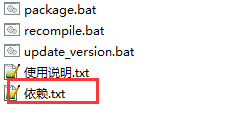 package.bat
recompile.bat
update_version.bat
使用说明.txt
依赖.txt